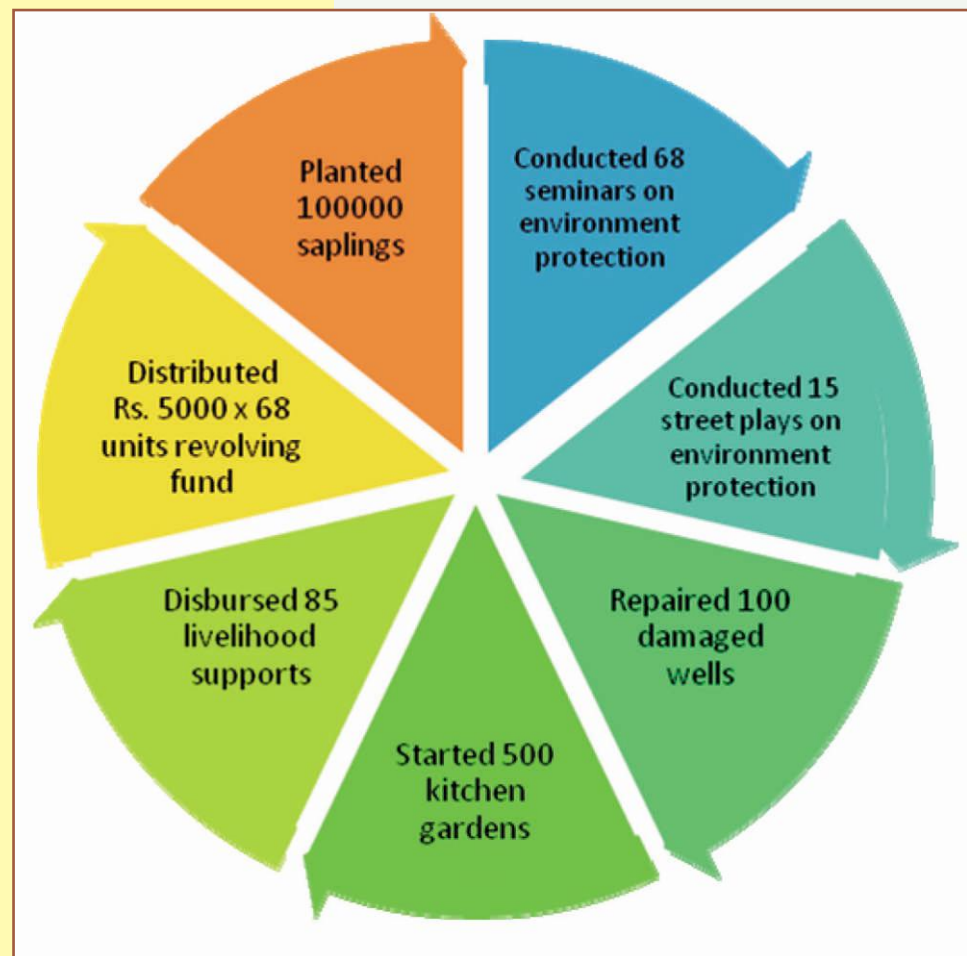 Conducted 68
seminars on
environment
protection
Conducted 15
street plays on
environment
protection
Repaired 100
damaged
wells
Started 500
kitchen
gardens
Disbursed 85
livelihood
supports
Distributed
Rs. 5000 x 68
units revolving
fund
Planted
100000
saplings